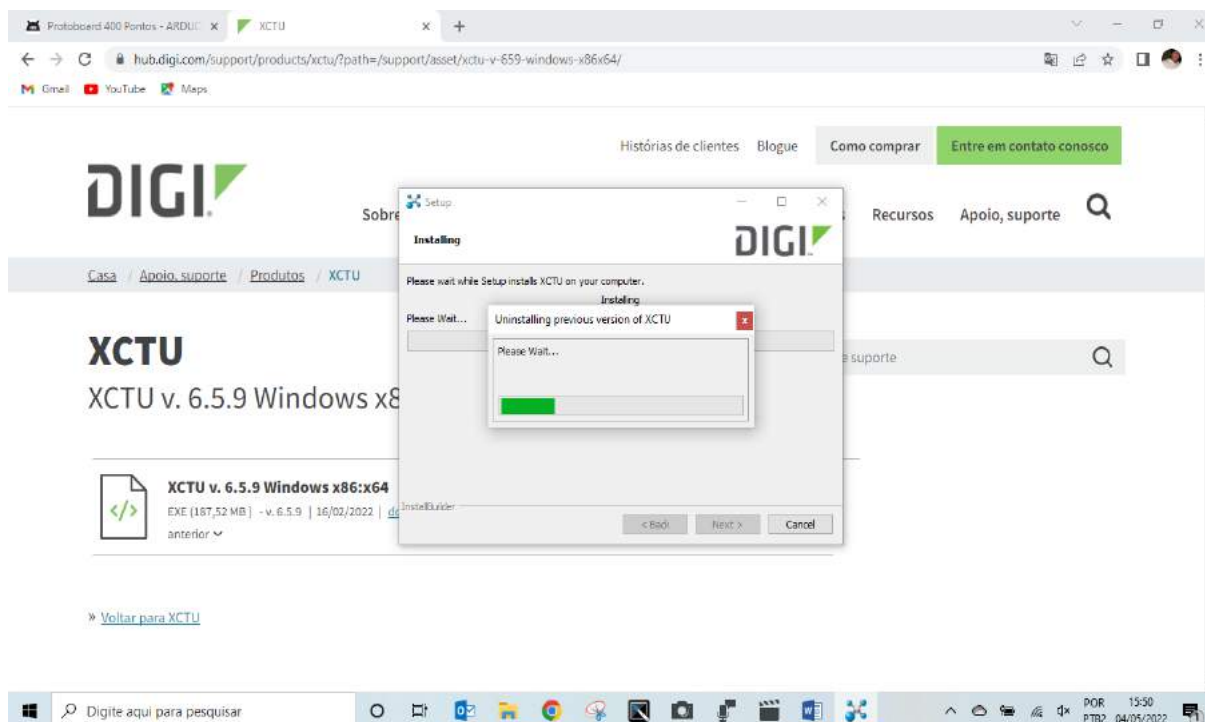 Protoboard 400 Pontos - ARDUC
XCTU
hub.digi.com/support/products/xctu/?path=/support/asset/xctu-v-659-windows-x86x64/
Gmail YouTube Maps
Histórias de clientes Blogue Como comprar Entre em contato conosco
DIGI
Sobre
Recursos Apoio, suporte
Casa / Apoio, suporte / Produtos / XCTU
Setup
Installing
DIGI
Please wait while Setup installs XCTU on your computer.
Installing
Please Wait...
Uninstalling previous version of XCTU
Please Wait...
InstallBuilder
< Back Next > Cancel
XCTU
e suporte
XCTU v. 6.5.9 Windows x8
</>
XCTU v. 6.5.9 Windows x86:x64
EXE (187,52 MB) - v. 6.5.9 | 16/02/2022 |
anterior
» Voltar para XCTU
Digite aqui para pesquisar
POR 15:50
PTB2 04/05/2022